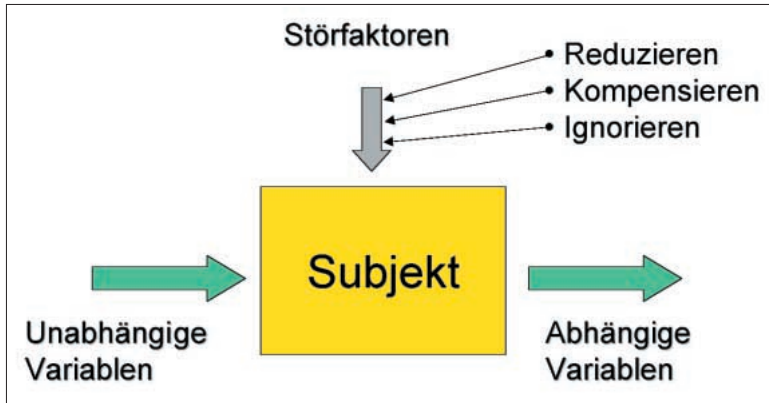 Störfaktoren
• Reduzieren
• Kompensieren
• Ignorieren
Subjekt
Unabhängige
Variablen
Abhängige
Variablen